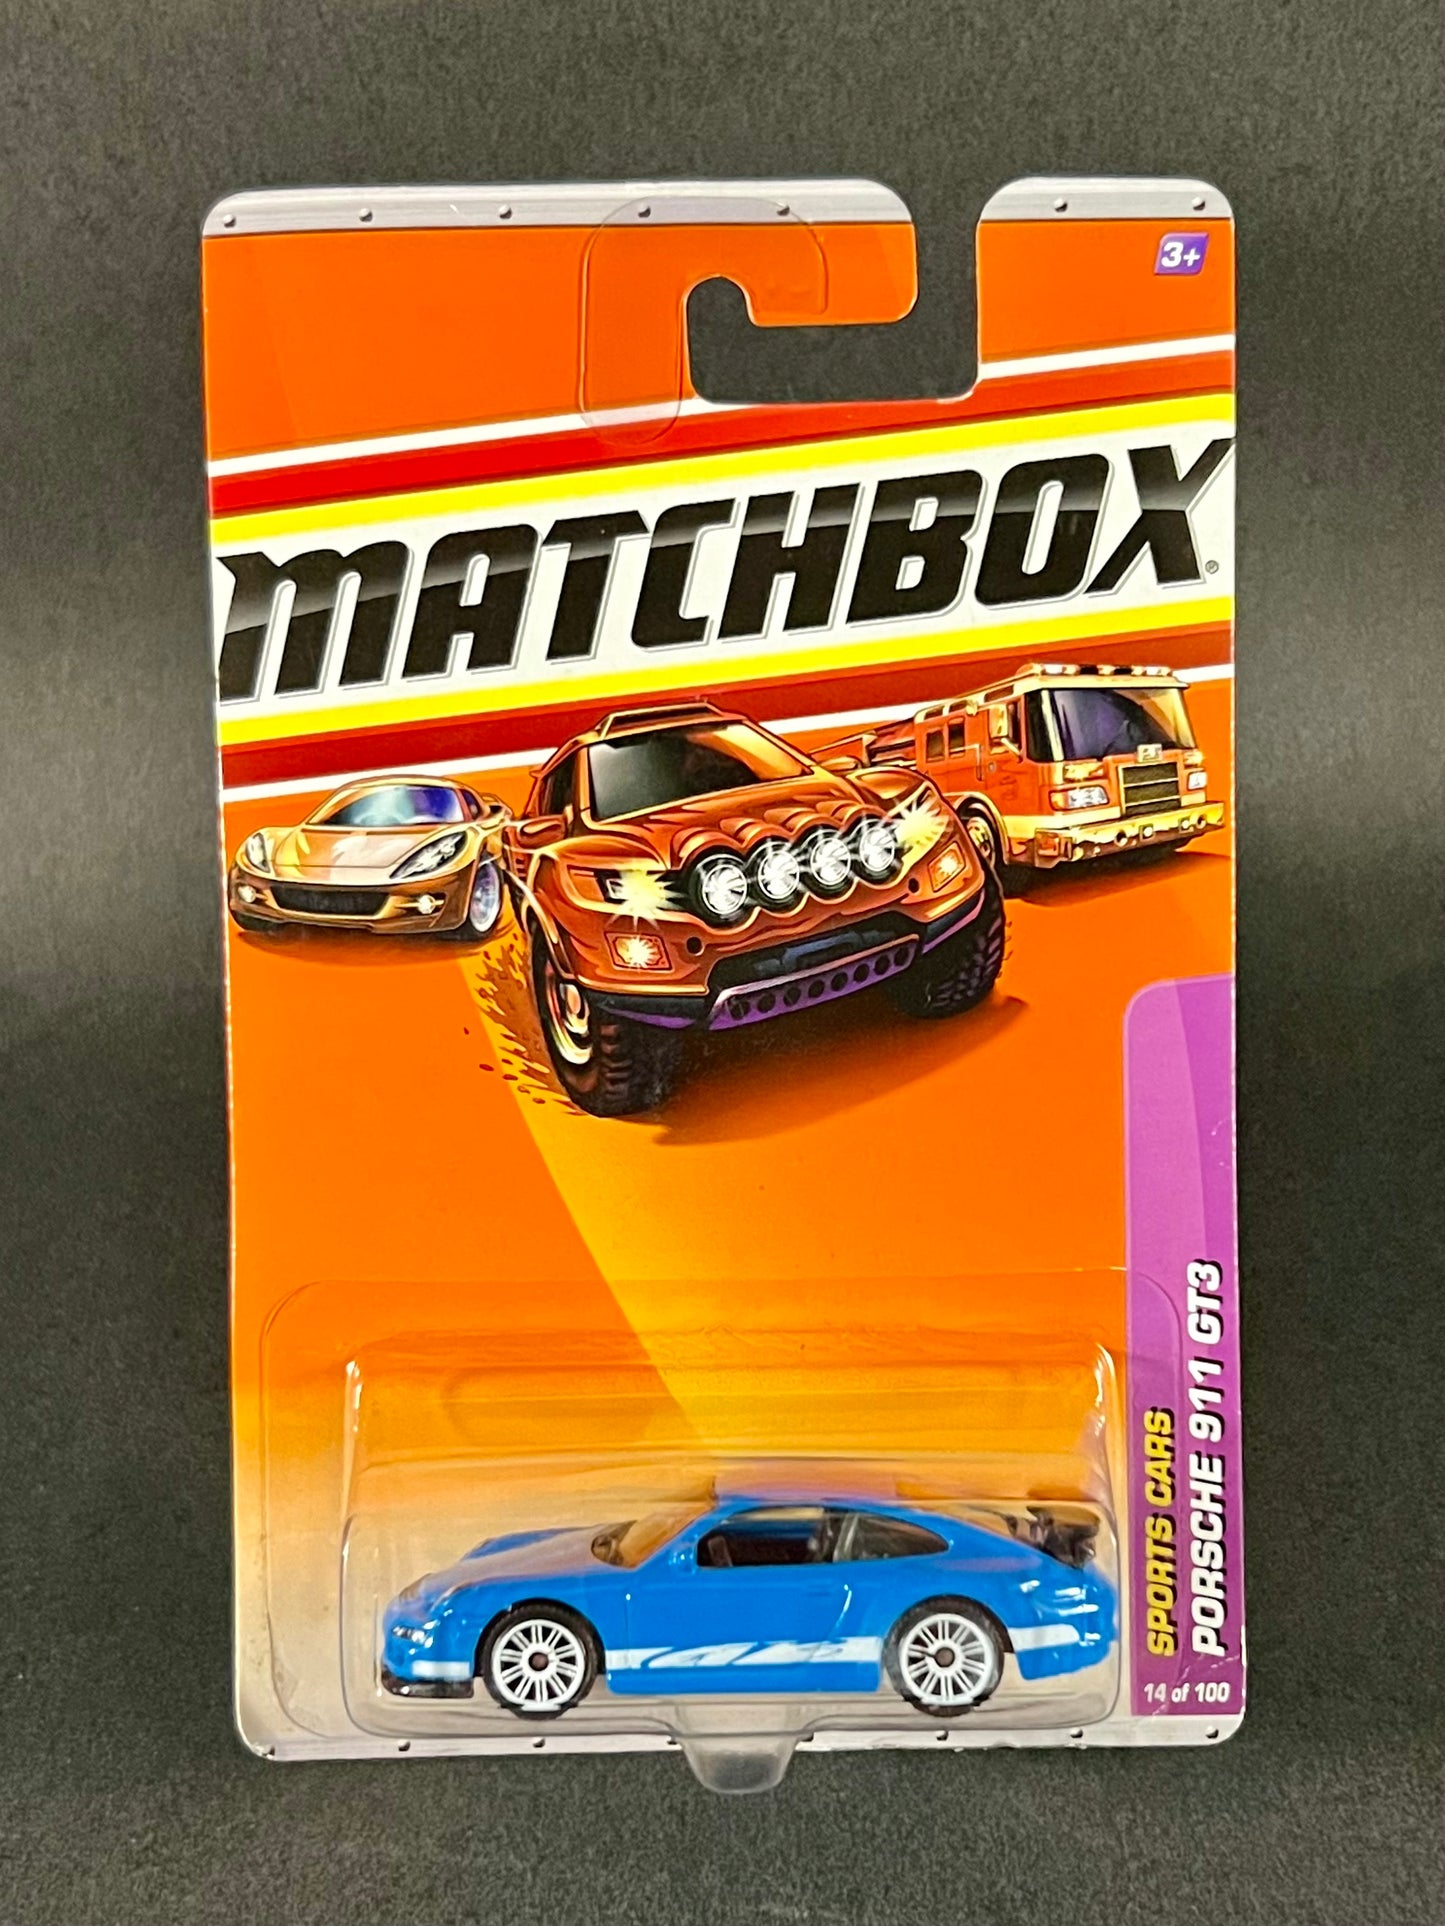 3+
MATCHBOX®
SPORTS CARS
PORSCHE 911 GT3
14 of 100